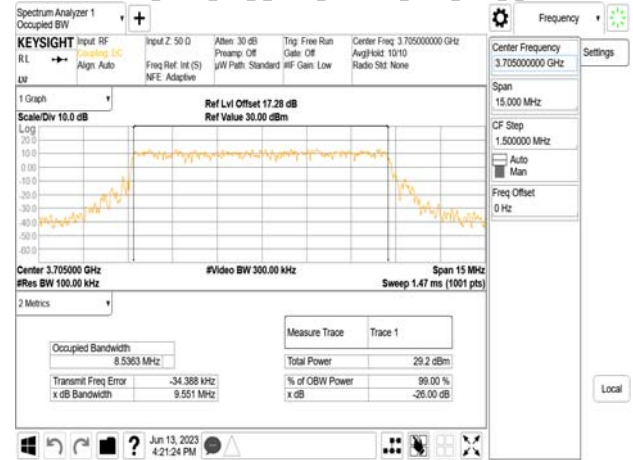 Spectrum Analyzer 1
Occupied BW
Frequency
KEYSIGHT
RL
Input: RF
Coupling: DC
Align: Auto
Input Z: 50 Ω
Freq Ref: Int (S)
NFE: Adaptive
Atten: 30 dB
Preamp: Off
µW Path: Standard
Trig: Free Run
Gate: Off
#IF Gain: Low
Center Freq: 3.705000000 GHz
Avg|Hold: 10/10
Radio Std: None
Center Frequency
3.705000000 GHz
Settings
Span
15.000 MHz
CF Step
1.500000 MHz
Auto
Man
Freq Offset
0 Hz
Local
1 Graph
Scale/Div 10.0 dB
Ref Lvl Offset 17.28 dB
Ref Value 30.00 dBm
Log
20.0
10.0
0.00
-10.0
-20.0
-30.0
-40.0
-50.0
-60.0
Center 3.705000 GHz
#Video BW 300.00 kHz
Span 15 MHz
#Res BW 100.00 kHz
Sweep 1.47 ms (1001 pts)
2 Metrics
Measure Trace
Trace 1
Occupied Bandwidth
8.5363 MHz
Total Power
29.2 dBm
Transmit Freq Error
-34.388 kHz
% of OBW Power
99.00 %
x dB Bandwidth
9.551 MHz
x dB
-26.00 dB
?
Jun 13, 2023
4:21:24 PM